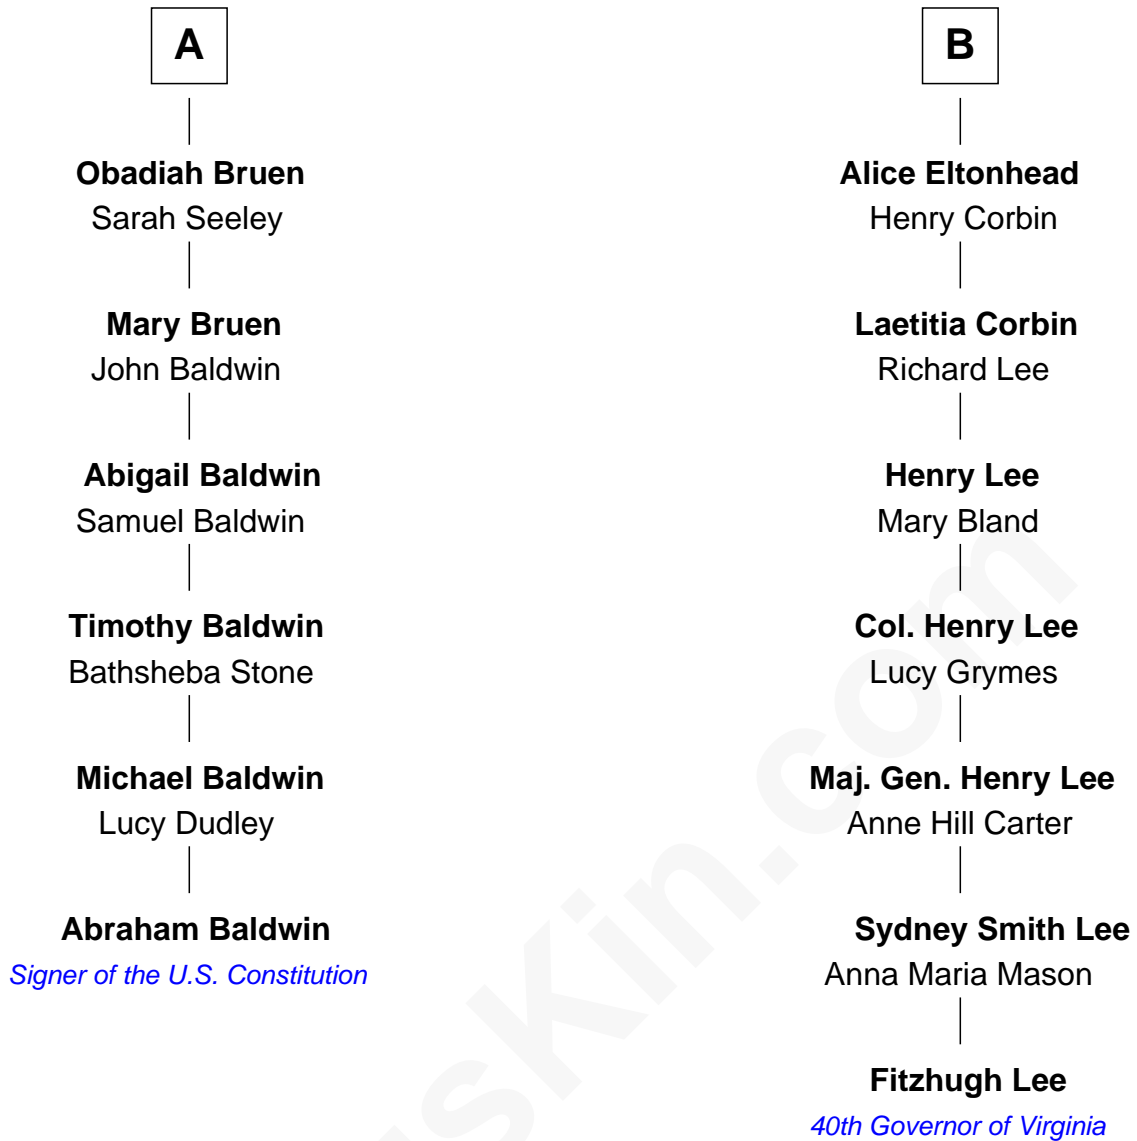 A
Obadiah Bruen
Sarah Seeley
Mary Bruen
John Baldwin
Abigail Baldwin
Samuel Baldwin
Timothy Baldwin
Bathsheba Stone
Michael Baldwin
Lucy Dudley
Abraham Baldwin
Signer of the U.S. Constitution
B
Alice Eltonhead
Henry Corbin
Laetitia Corbin
Richard Lee
Henry Lee
Mary Bland
Col. Henry Lee
Lucy Grymes
Maj. Gen. Henry Lee
Anne Hill Carter
Sydney Smith Lee
Anna Maria Mason
Fitzhugh Lee
40th Governor of Virginia